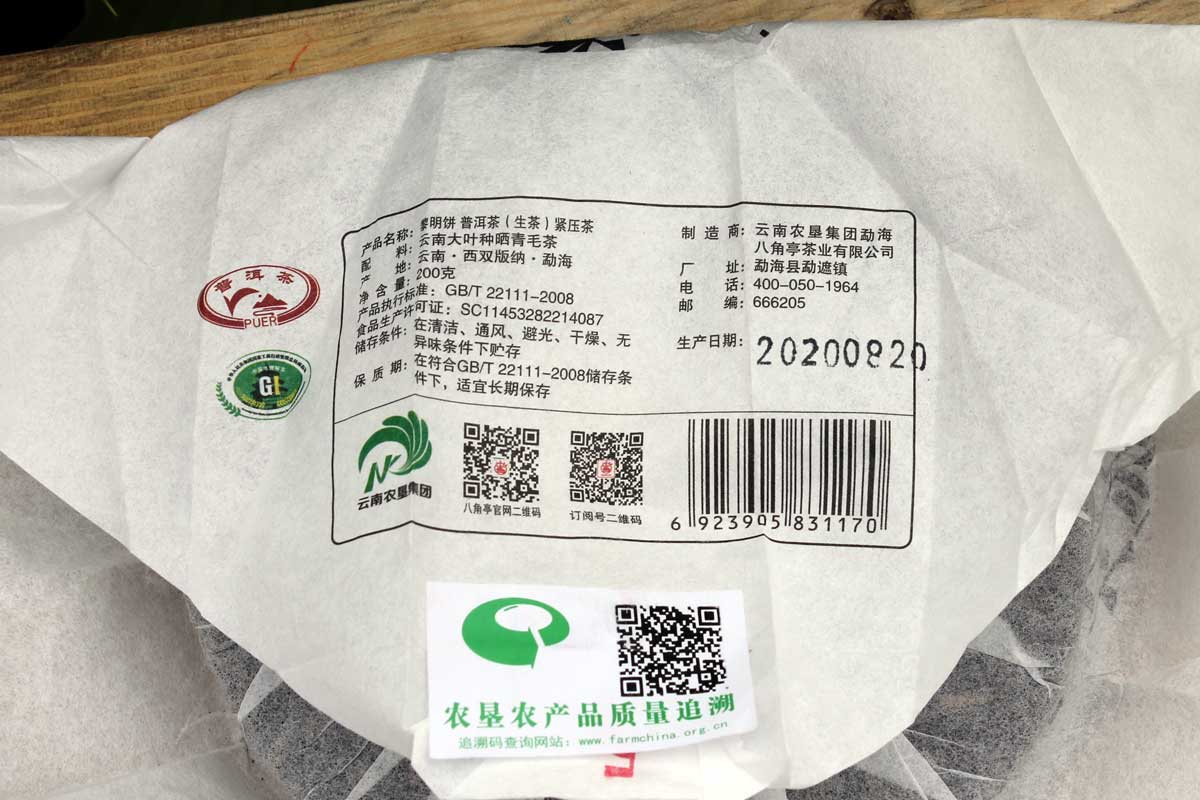 产品名称：黎明饼 普洱茶（生茶）紧压茶
配 料：云南大叶种晒青毛茶
产 地：云南·西双版纳·勐海
净 含 量：200克
产品执行标准：GB/T 22111-2008
食品生产许可证：SC11453282214087
储存条件：在清洁、通风、避光、干燥、无
异味条件下贮存
保 质 期：在符合GB/T 22111-2008储存条
件下，适宜长期保存
制 造 商：云南农垦集团勐海
八角亭茶业有限公司
厂 址：勐海县勐遮镇
电 话：400-050-1964
邮 编：666205
生产日期：20200820
普洱茶
PUER
GI
云南农垦集团
八角亭官网二维码
订阅号二维码
6 923905 831170
农垦农产品质量追溯
追溯码查询网站：www.farmchina.org.cn